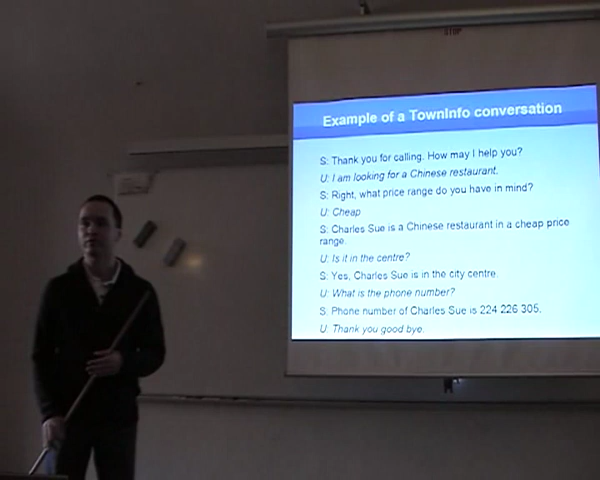 STOP
Example of a TownInfo conversation
S: Thank you for calling. How may I help you?
U: I am looking for a Chinese restaurant.
S: Right, what price range do you have in mind?
U: Cheap
S: Charles Sue is a Chinese restaurant in a cheap price
range.
U: Is it in the centre?
S: Yes, Charles Sue is in the city centre.
U: What is the phone number?
S: Phone number of Charles Sue is 224 226 305.
U: Thank you good bye.